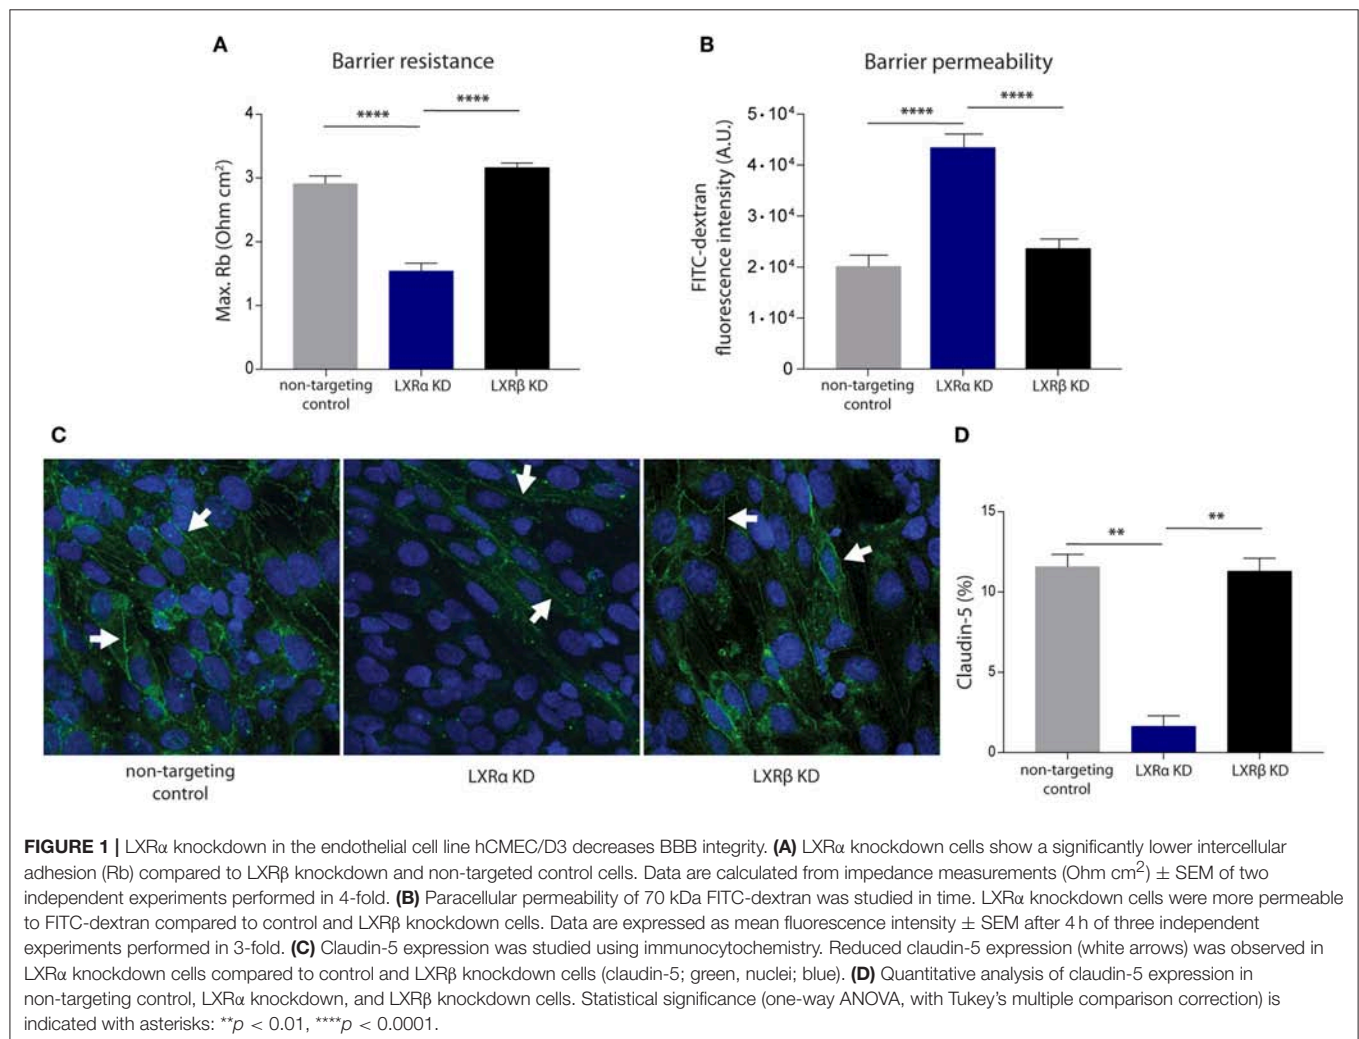 A
Barrier resistance
Max. Rb (Ohm cm²)
4
3
2
1
0
****
****
non-targeting
control
LXRα KD
LXRβ KD
B
Barrier permeability
FITC-dextran
fluorescence intensity (A.U.)
5•10⁴
4•10⁴
3•10⁴
2•10⁴
1•10⁴
0
****
****
non-targeting
control
LXRα KD
LXRβ KD
C
non-targeting
control
LXRα KD
LXRβ KD
D
Claudin-5 (%)
15
10
5
0
**
**
non-targeting
control
LXRα KD
LXRβ KD
FIGURE 1 | LXRα knockdown in the endothelial cell line hCMEC/D3 decreases BBB integrity. (A) LXRα knockdown cells show a significantly lower intercellular
adhesion (Rb) compared to LXRβ knockdown and non-targeted control cells. Data are calculated from impedance measurements (Ohm cm²) ± SEM of two
independent experiments performed in 4-fold. (B) Paracellular permeability of 70 kDa FITC-dextran was studied in time. LXRα knockdown cells were more permeable
to FITC-dextran compared to control and LXRβ knockdown cells. Data are expressed as mean fluorescence intensity ± SEM after 4 h of three independent
experiments performed in 3-fold. (C) Claudin-5 expression was studied using immunocytochemistry. Reduced claudin-5 expression (white arrows) was observed in
LXRα knockdown cells compared to control and LXRβ knockdown cells (claudin-5; green, nuclei; blue). (D) Quantitative analysis of claudin-5 expression in
non-targeting control, LXRα knockdown, and LXRβ knockdown cells. Statistical significance (one-way ANOVA, with Tukey's multiple comparison correction) is
indicated with asterisks: **p < 0.01, ****p < 0.0001.